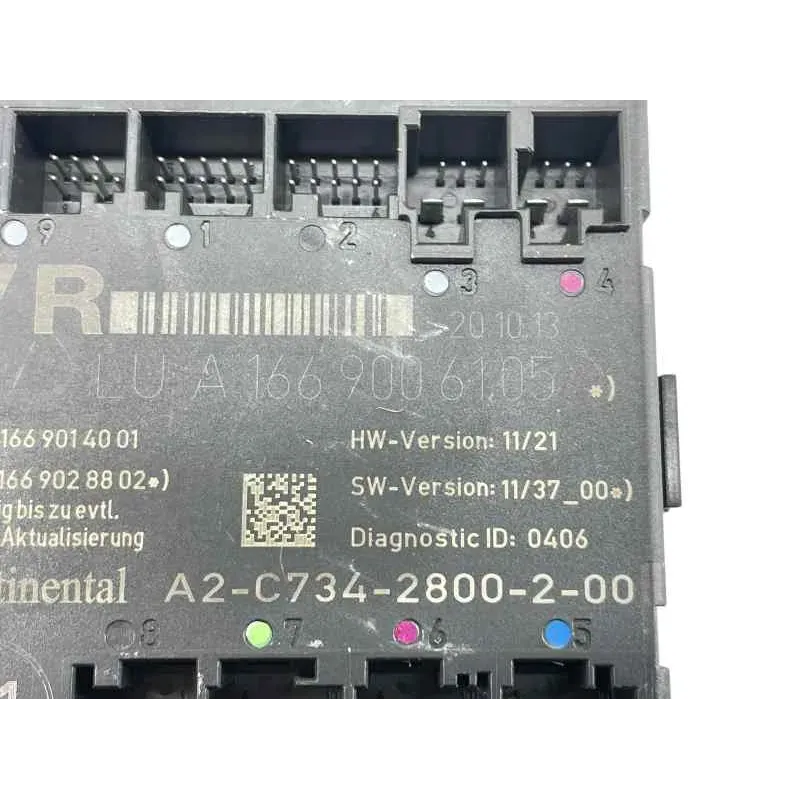 9 1 2
3 4
R
20.10.13
LU A 166 900 61 05 *)
166 901 40 01
HW-Version: 11/21
166 902 88 02*)
SW-Version: 11/37_00*)
g bis zu evtl.
Aktualisierung
Diagnostic ID: 0406
tinental A2-C734-2800-2-00
8 7 6 5
1